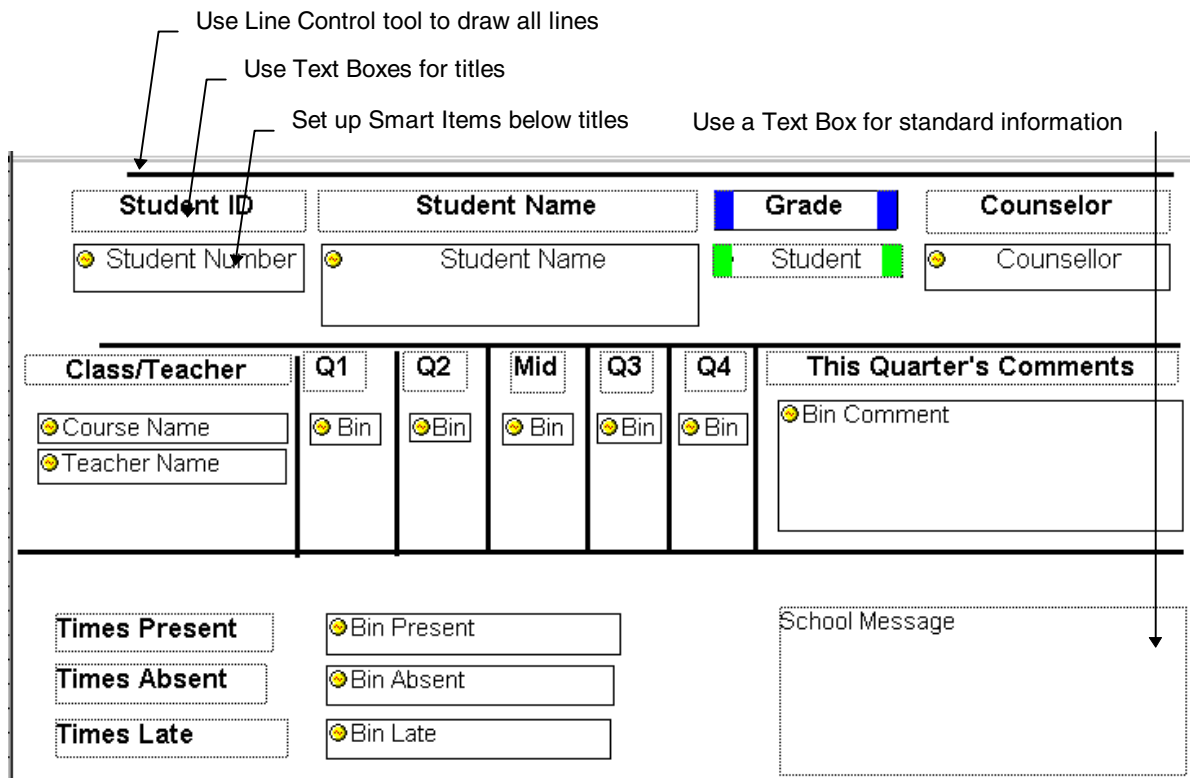 Use Line Control tool to draw all lines
Use Text Boxes for titles
Set up Smart Items below titles
Use a Text Box for standard information
Student ID Student Name Grade Counselor
Student Number Student Name Student Counsellor
Class/Teacher Q1 Q2 Mid Q3 Q4 This Quarter's Comments
Course Name Bin Bin Bin Bin Bin Bin Comment
Teacher Name
Times Present Bin Present School Message
Times Absent Bin Absent
Times Late Bin Late